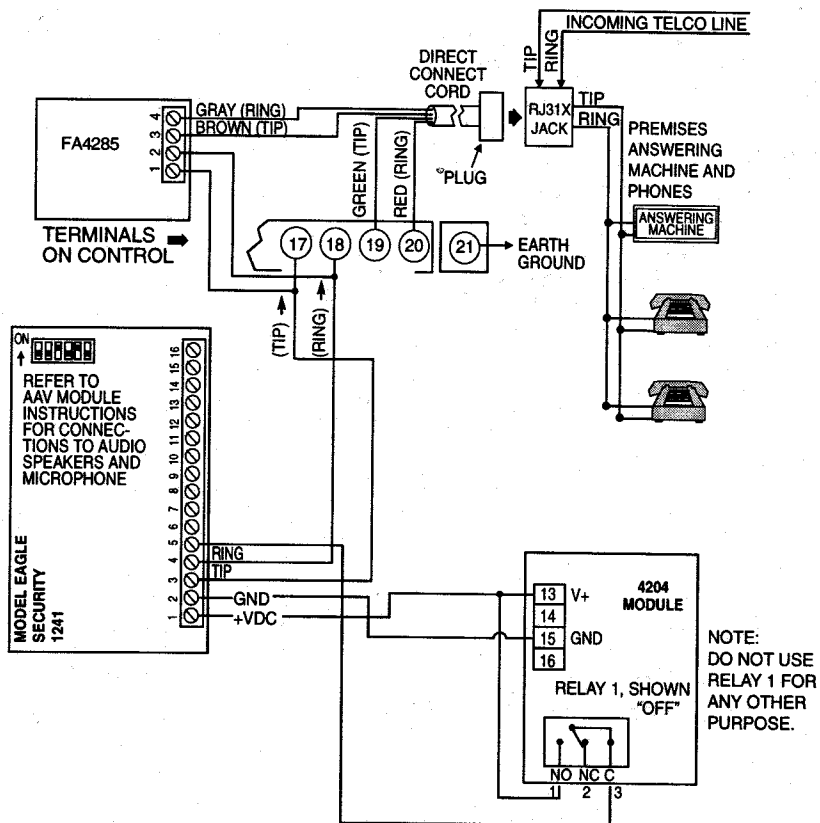 INCOMING TELCO LINE
TIP
RING
DIRECT
CONNECT
CORD
RJ31X
JACK
TIP
RING
PLUG
PREMISES
ANSWERING
MACHINE AND
PHONES
ANSWERING
MACHINE
FA4285
4
3
2
1
GRAY (RING)
BROWN (TIP)
GREEN (TIP)
RED (RING)
TERMINALS
ON CONTROL
17
18
19
20
21
EARTH
GROUND
(TIP)
(RING)
ON
REFER TO
AAV MODULE
INSTRUCTIONS
FOR CONNEC-
TIONS TO AUDIO
SPEAKERS AND
MICROPHONE
MODEL EAGLE
SECURITY
1241
16
15
14
13
12
11
10
9
8
7
6
5
4
3
2
1
RING
TIP
GND
+VDC
4204
MODULE
13 V+
14
15 GND
16
RELAY 1, SHOWN
"OFF"
NO NC C
1 2 3
NOTE:
DO NOT USE
RELAY 1 FOR
ANY OTHER
PURPOSE.